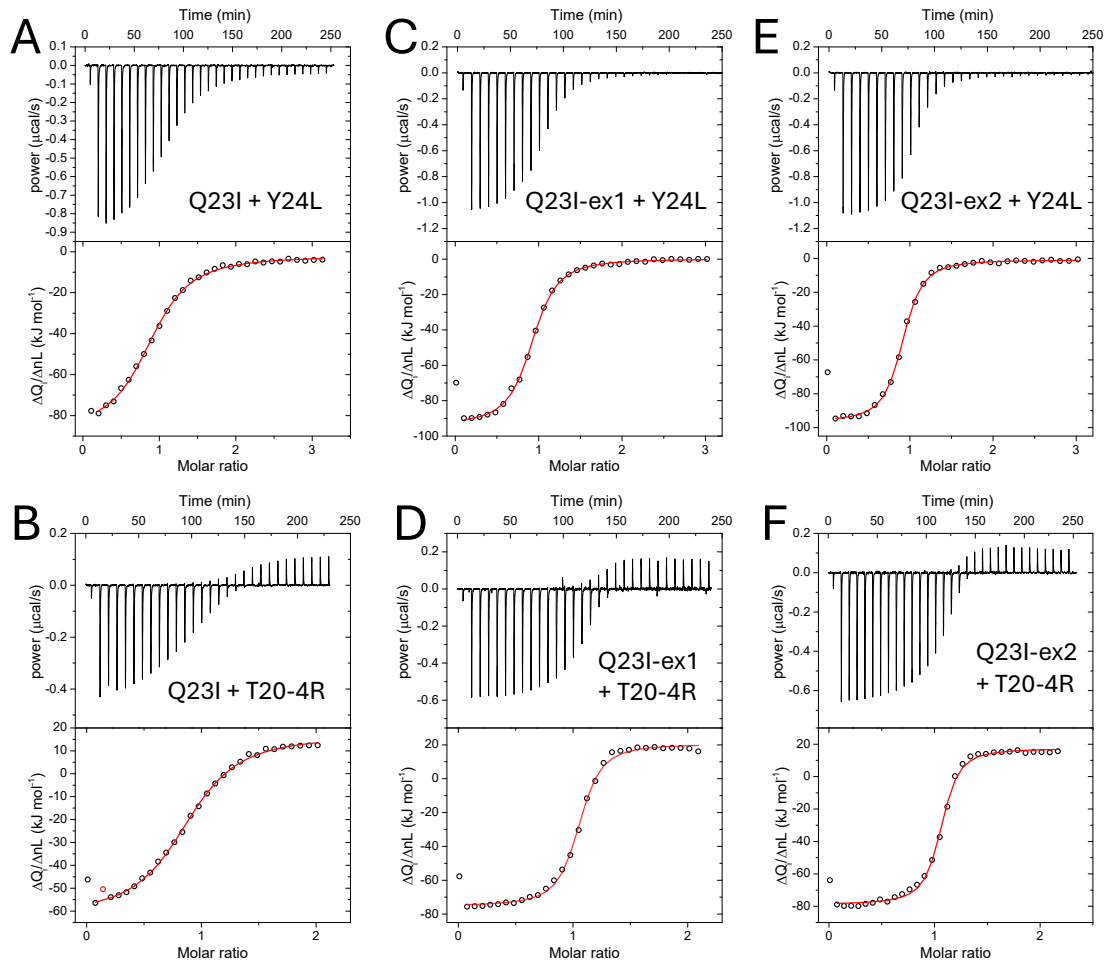 A
Time (min)
0 50 100 150 200 250
0.1
0.0
-0.1
-0.2
-0.3
-0.4
-0.5
-0.6
-0.7
-0.8
-0.9
power (µcal/s)
Q23I + Y24L
0
-20
-40
-60
-80
ΔQi/ΔnL (kJ mol⁻¹)
0 1 2 3
Molar ratio
C
Time (min)
0 50 100 150 200 250
0.2
0.0
-0.2
-0.4
-0.6
-0.8
-1.0
-1.2
power (µcal/s)
Q23I-ex1 + Y24L
0
-20
-40
-60
-80
-100
ΔQi/ΔnL (kJ mol⁻¹)
0 1 2 3
Molar ratio
E
Time (min)
0 50 100 150 200 250
0.2
0.0
-0.2
-0.4
-0.6
-0.8
-1.0
-1.2
power (µcal/s)
Q23I-ex2 + Y24L
0
-20
-40
-60
-80
-100
ΔQi/ΔnL (kJ mol⁻¹)
0 1 2 3
Molar ratio
B
Time (min)
0 50 100 150 200 250
0.2
0.0
-0.2
-0.4
power (µcal/s)
Q23I + T20-4R
20
10
0
-10
-20
-30
-40
-50
-60
ΔQi/ΔnL (kJ mol⁻¹)
0 1 2
Molar ratio
D
Time (min)
0 50 100 150 200 250
0.2
0.0
-0.2
-0.4
-0.6
power (µcal/s)
Q23I-ex1
+ T20-4R
20
0
-20
-40
-60
-80
ΔQi/ΔnL (kJ mol⁻¹)
0 1 2
Molar ratio
F
Time (min)
0 50 100 150 200 250
0.2
0.0
-0.2
-0.4
-0.6
power (µcal/s)
Q23I-ex2
+ T20-4R
20
0
-20
-40
-60
-80
ΔQi/ΔnL (kJ mol⁻¹)
0 1 2
Molar ratio